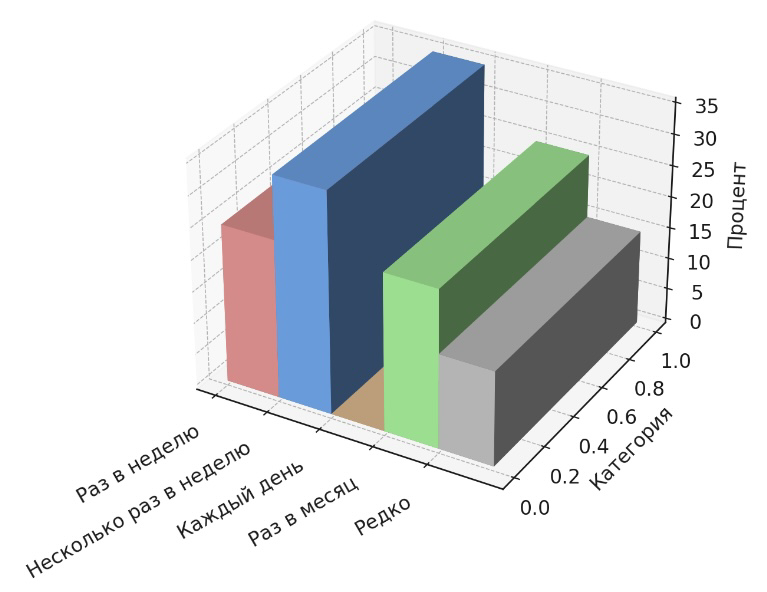 35
30
25
20
15
10
5
0
Процент
1.0
0.8
0.6
0.4
0.2
0.0
Категория
Раз в неделю
Несколько раз в неделю
Каждый день
Раз в месяц
Редко